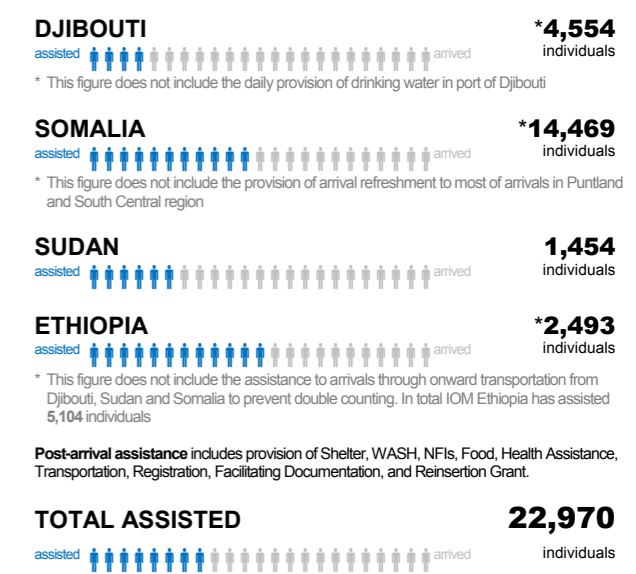 DJIBOUTI *4,554
assisted arrived individuals
* This figure does not include the daily provision of drinking water in port of Djibouti
SOMALIA *14,469
assisted arrived individuals
* This figure does not include the provision of arrival refreshment to most of arrivals in Puntland
and South Central region
SUDAN 1,454
assisted arrived individuals
ETHIOPIA *2,493
assisted arrived individuals
* This figure does not include the assistance to arrivals through onward transportation from
Djibouti, Sudan and Somalia to prevent double counting. In total IOM Ethiopia has assisted
5,104 individuals
Post-arrival assistance includes provision of Shelter, WASH, NFIs, Food, Health Assistance,
Transportation, Registration, Facilitating Documentation, and Reinsertion Grant.
TOTAL ASSISTED 22,970
assisted arrived individuals